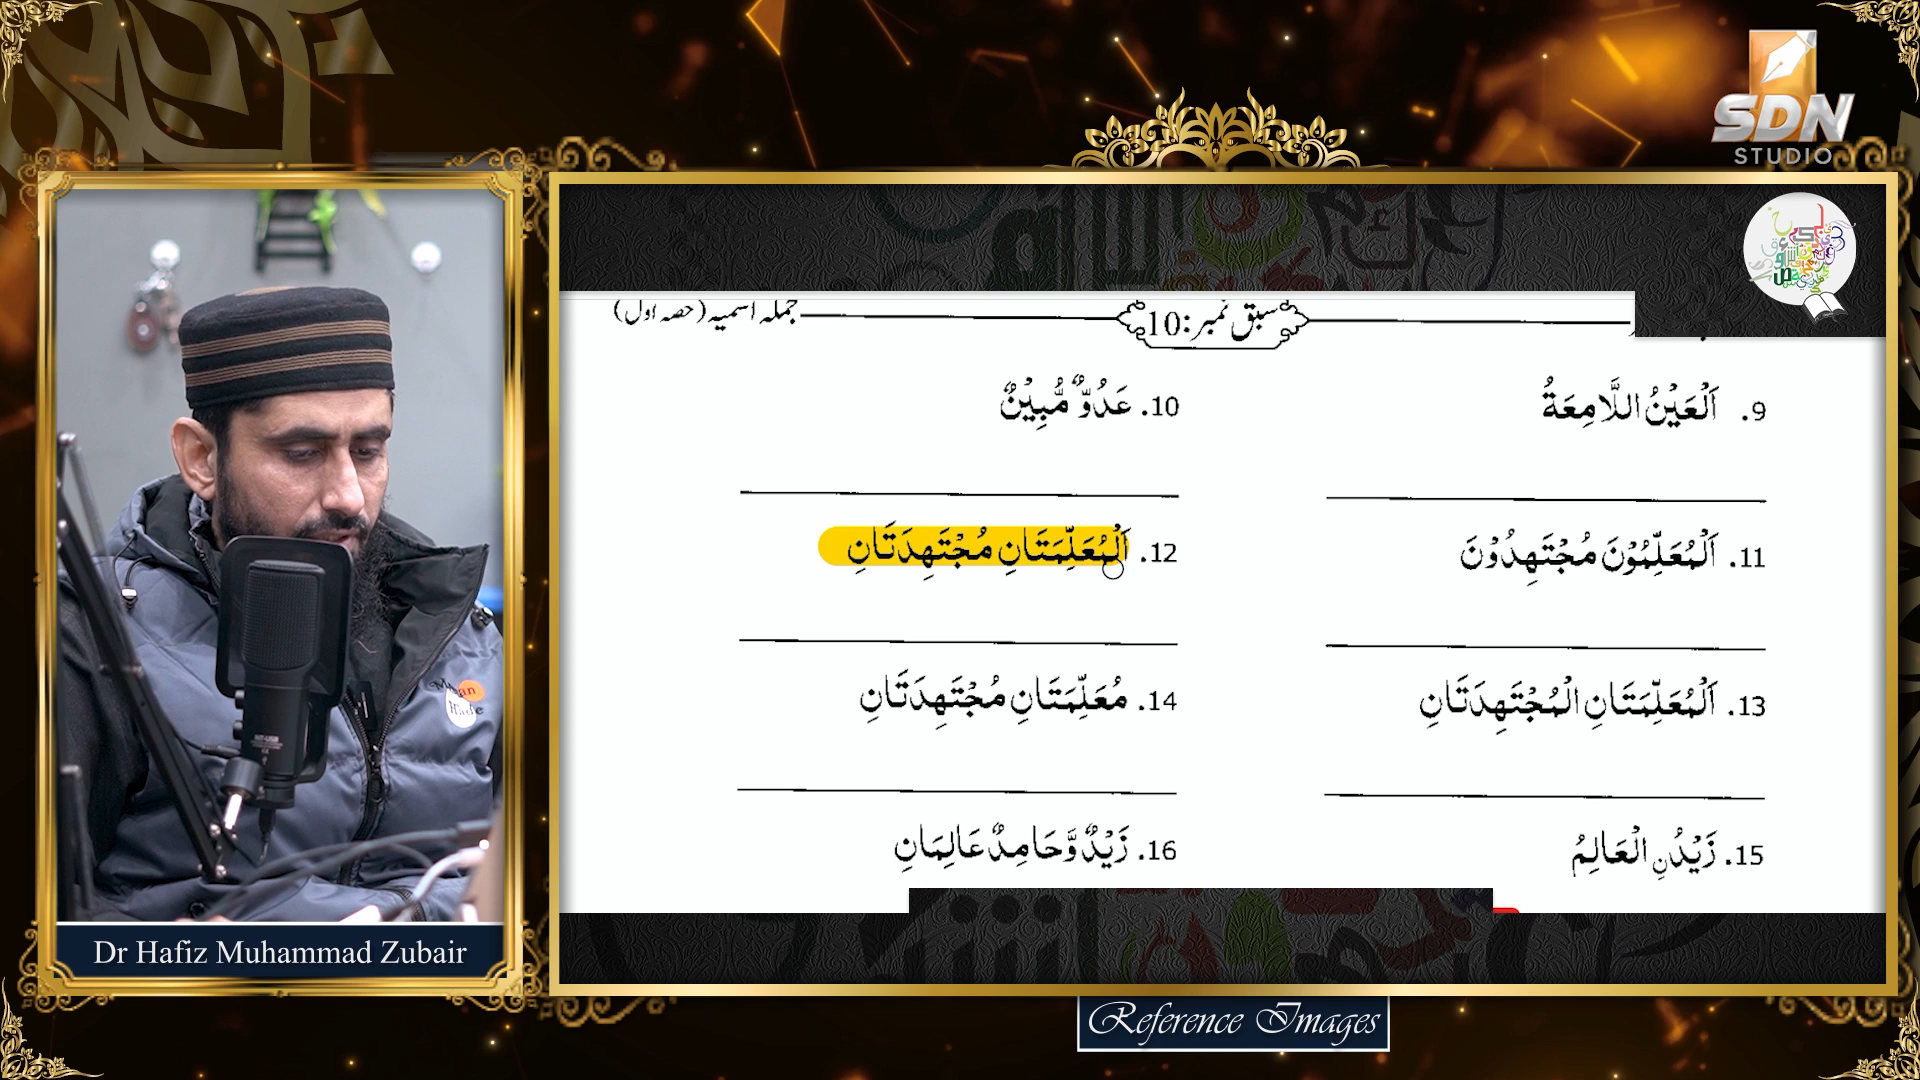 SDN
STUDIO
سبق نمبر:10
جملہ اسمیہ (حصہ اول)
9. اَلْعَيْنُ اللَّامِعَةُ
10. عَدُوٌّ مُّبِيْنٌ
11. اَلْمُعَلِّمُوْنَ مُجْتَهِدُوْنَ
12. اَلْمُعَلِّمَتَانِ مُجْتَهِدَتَانِ
13. اَلْمُعَلِّمَتَانِ الْمُجْتَهِدَتَانِ
14. مُعَلِّمَتَانِ مُجْتَهِدَتَانِ
15. زَيْدُنِ الْعَالِمُ
16. زَيْدٌ وَّحَامِدٌ عَالِمَانِ
Dr Hafiz Muhammad Zubair
Reference Images